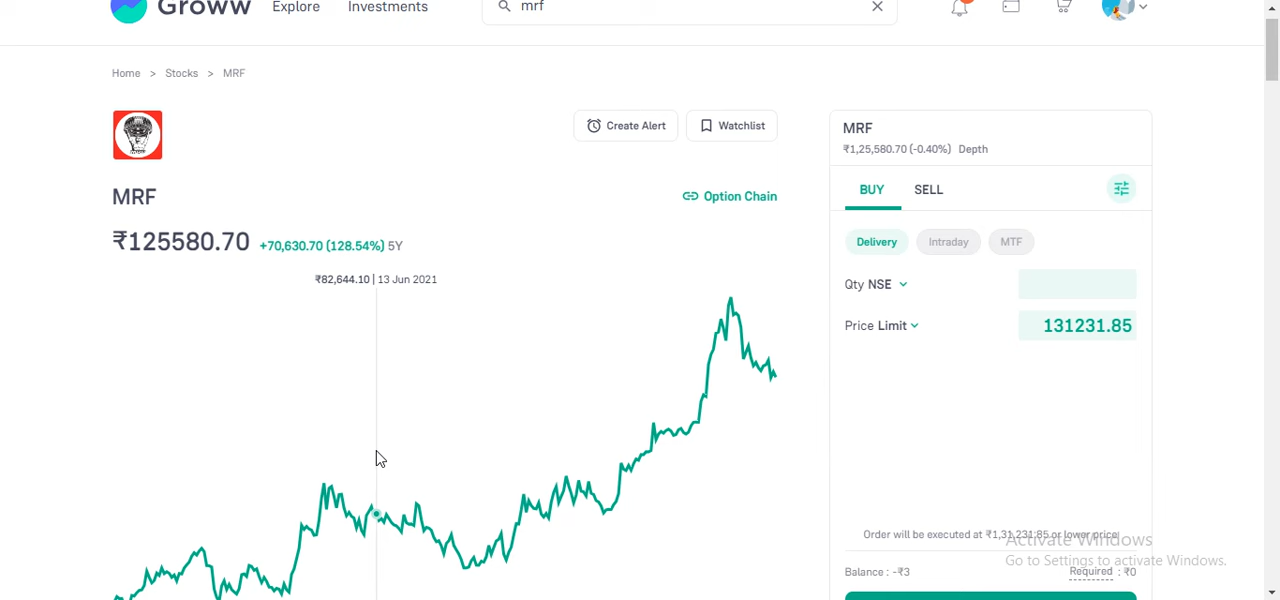 Groww Explore Investments mrf
Home > Stocks > MRF
Create Alert Watchlist
MRF
Option Chain
₹125580.70 +70,630.70 (128.54%) 5Y
₹82,644.10 | 13 Jun 2021
MRF
₹1,25,580.70 (-0.40%) Depth
BUY SELL
Delivery Intraday MTF
Qty NSE
Price Limit 131231.85
Order will be executed at ₹1,31,231.85 or lower price
Activate Windows
Go to Settings to activate Windows.
Balance : -₹3 Required : ₹0